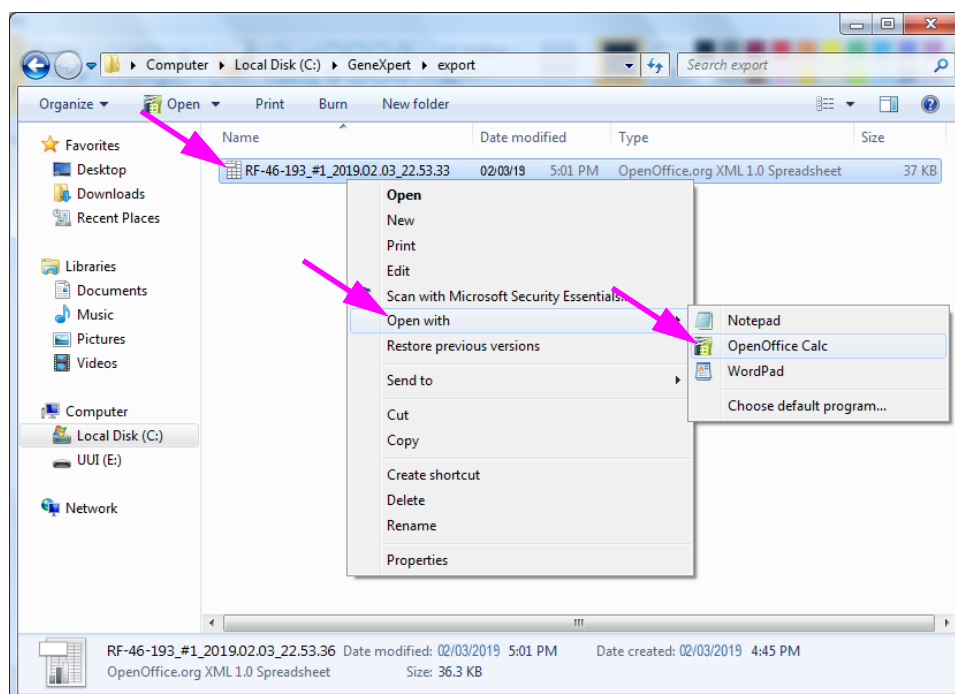 Computer Local Disk (C:) GeneXpert export Search export
Organize Open Print Burn New folder
Name Date modified Type Size
RF-46-193_#1_2019.02.03_22.53.33 02/03/19 5:01 PM OpenOffice.org XML 1.0 Spreadsheet 37 KB
Favorites
Desktop
Downloads
Recent Places
Libraries
Documents
Music
Pictures
Videos
Computer
Local Disk (C:)
UUI (E:)
Network
Open
New
Print
Edit
Scan with Microsoft Security Essentials...
Open with
Restore previous versions
Send to
Cut
Copy
Create shortcut
Delete
Rename
Properties
Notepad
OpenOffice Calc
WordPad
Choose default program...
RF-46-193_#1_2019.02.03_22.53.36 Date modified: 02/03/2019 5:01 PM Date created: 02/03/2019 4:45 PM
OpenOffice.org XML 1.0 Spreadsheet Size: 36.3 KB